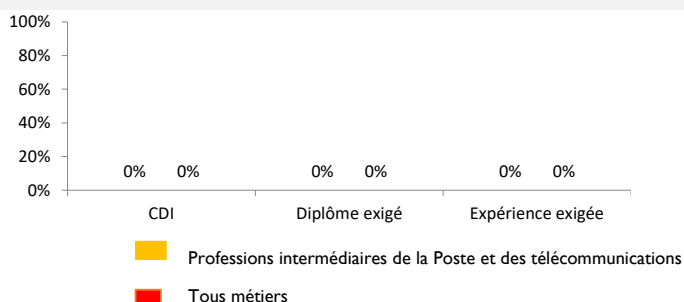 100%
80%
60%
40%
20%
0%
0% 0% 0% 0% 0% 0%
CDI Diplôme exigé Expérience exigée
Professions intermédiaires de la Poste et des télécommunications
Tous métiers